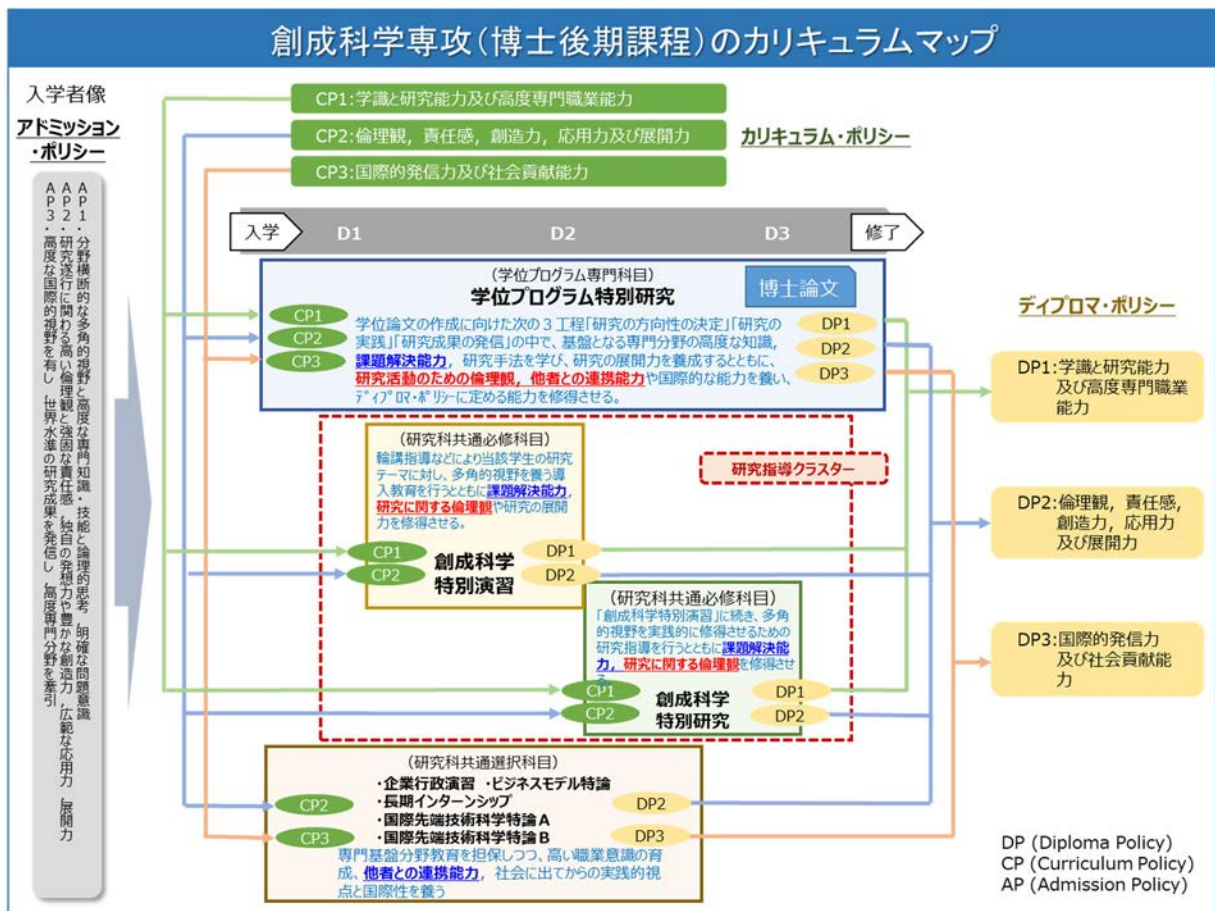 創成科学専攻(博士後期課程)のカリキュラムマップ
入学者像
アドミッション
・ポリシー
AP1・分野横断的な多角的視野と高度な専門知識・技能と論理的思考,明確な問題意識
AP2・研究遂行に関わる高い倫理観と強固な責任感,独自の発想力や豊かな創造力,広範な応用力,展開力
AP3・高度な国際的視野を有し,世界水準の研究成果を発信し,高度専門分野を牽引
CP1:学識と研究能力及び高度専門職業能力
CP2:倫理観,責任感,創造力,応用力及び展開力
CP3:国際的発信力及び社会貢献能力
カリキュラム・ポリシー
入学
D1
D2
D3
修了
(学位プログラム専門科目)
学位プログラム特別研究
博士論文
CP1
CP2
CP3
学位論文の作成に向けた次の3工程「研究の方向性の決定」「研究の
実践」「研究成果の発信」の中で、基盤となる専門分野の高度な知識,
課題解決能力,研究手法を学び、研究の展開力を養成するとともに、
研究活動のための倫理観,他者との連携能力や国際的な能力を養い、
ディプロマ・ポリシーに定める能力を修得させる。
DP1
DP2
DP3
(研究科共通必修科目)
輪講指導などにより当該学生の研究
テーマに対し、多角的視野を養う導
入教育を行うとともに課題解決能力,
研究に関する倫理観や研究の展開
力を修得させる。
CP1
CP2
創成科学
特別演習
DP1
DP2
研究指導クラスター
(研究科共通必修科目)
「創成科学特別演習」に続き、多角
的視野を実践的に修得させるための
研究指導を行うとともに課題解決能
力,研究に関する倫理観を修得させ
る。
CP1
CP2
創成科学
特別研究
DP1
DP2
(研究科共通選択科目)
・企業行政演習 ・ビジネスモデル特論
・長期インターンシップ
・国際先端技術科学特論A
・国際先端技術科学特論B
CP2
CP3
DP2
DP3
専門基盤分野教育を担保しつつ、高い職業意識の育
成、他者との連携能力,社会に出てからの実践的視
点と国際性を養う
ディプロマ・ポリシー
DP1:学識と研究能力
及び高度専門職業
能力
DP2:倫理観,責任感,
創造力,応用力
及び展開力
DP3:国際的発信力
及び社会貢献能
力
DP (Diploma Policy)
CP (Curriculum Policy)
AP (Admission Policy)